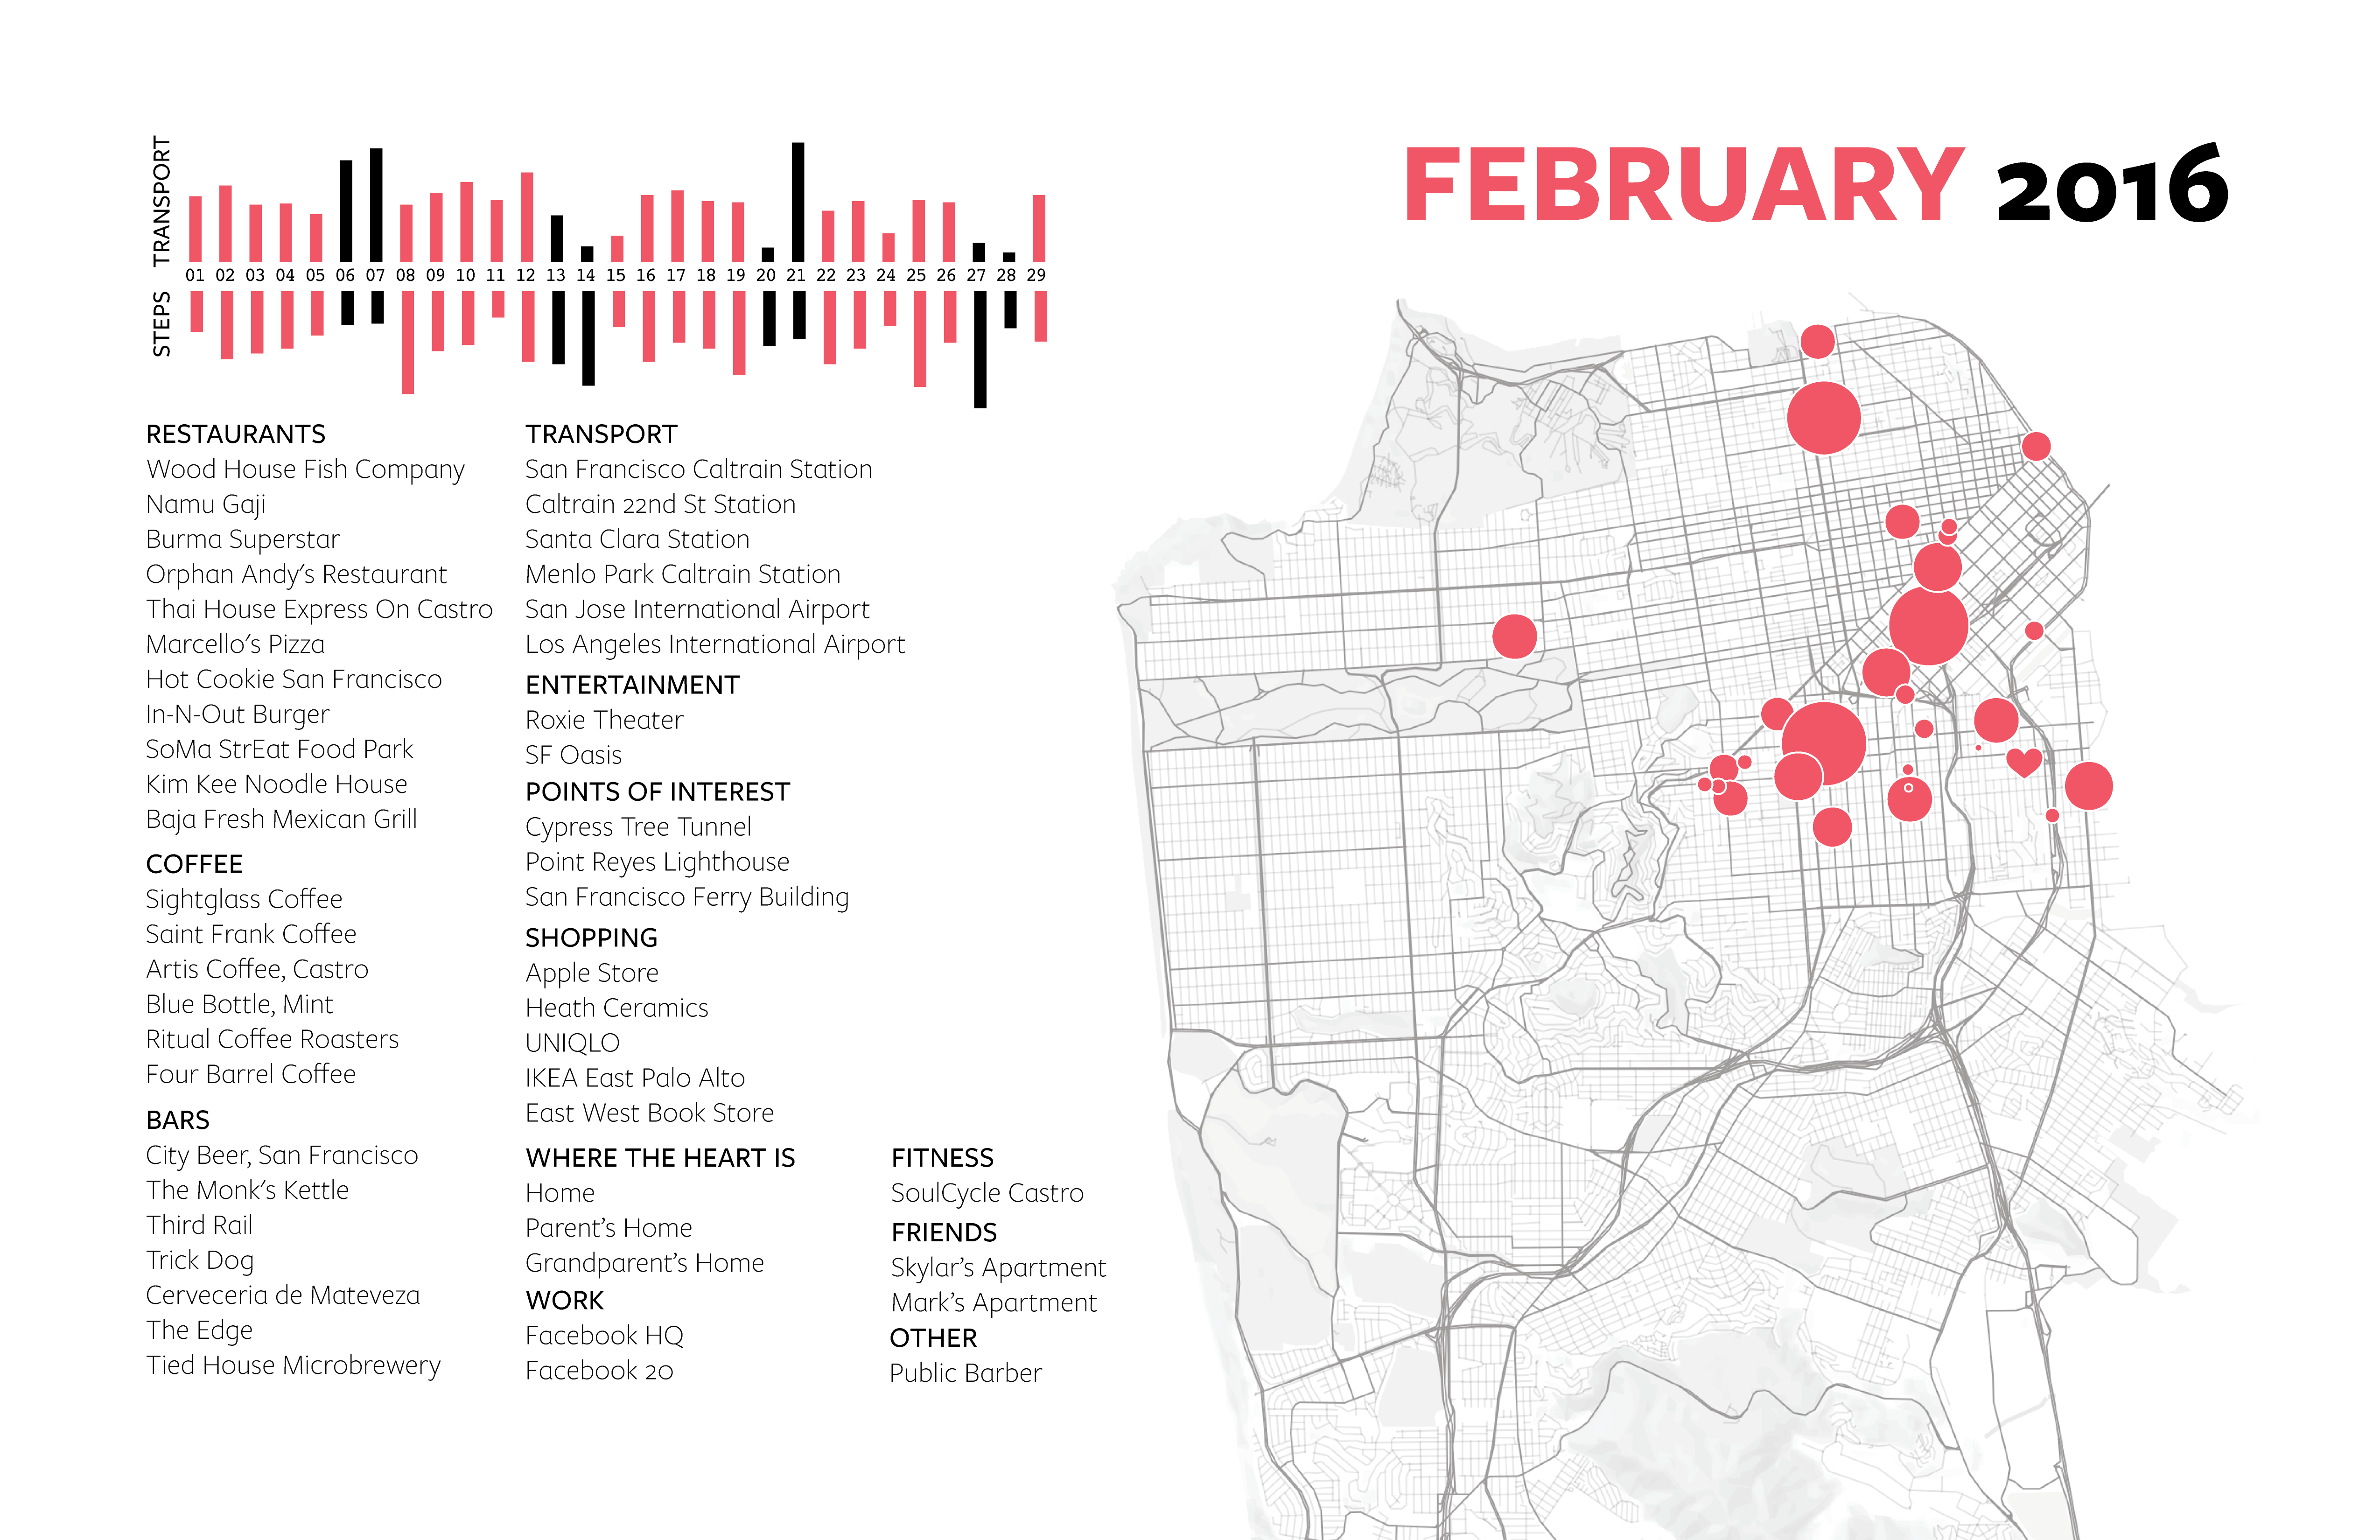 FEBRUARY 2016
TRANSPORT
01 02 03 04 05 06 07 08 09 10 11 12 13 14 15 16 17 18 19 20 21 22 23 24 25 26 27 28 29
STEPS
RESTAURANTS
Wood House Fish Company
Namu Gaji
Burma Superstar
Orphan Andy's Restaurant
Thai House Express On Castro
Marcello's Pizza
Hot Cookie San Francisco
In-N-Out Burger
SoMa StrEat Food Park
Kim Kee Noodle House
Baja Fresh Mexican Grill
COFFEE
Sightglass Coffee
Saint Frank Coffee
Artis Coffee, Castro
Blue Bottle, Mint
Ritual Coffee Roasters
Four Barrel Coffee
BARS
City Beer, San Francisco
The Monk's Kettle
Third Rail
Trick Dog
Cerveceria de Mateveza
The Edge
Tied House Microbrewery
TRANSPORT
San Francisco Caltrain Station
Caltrain 22nd St Station
Santa Clara Station
Menlo Park Caltrain Station
San Jose International Airport
Los Angeles International Airport
ENTERTAINMENT
Roxie Theater
SF Oasis
POINTS OF INTEREST
Cypress Tree Tunnel
Point Reyes Lighthouse
San Francisco Ferry Building
SHOPPING
Apple Store
Heath Ceramics
UNIQLO
IKEA East Palo Alto
East West Book Store
WHERE THE HEART IS
Home
Parent's Home
Grandparent's Home
WORK
Facebook HQ
Facebook 20
FITNESS
SoulCycle Castro
FRIENDS
Skylar's Apartment
Mark's Apartment
OTHER
Public Barber